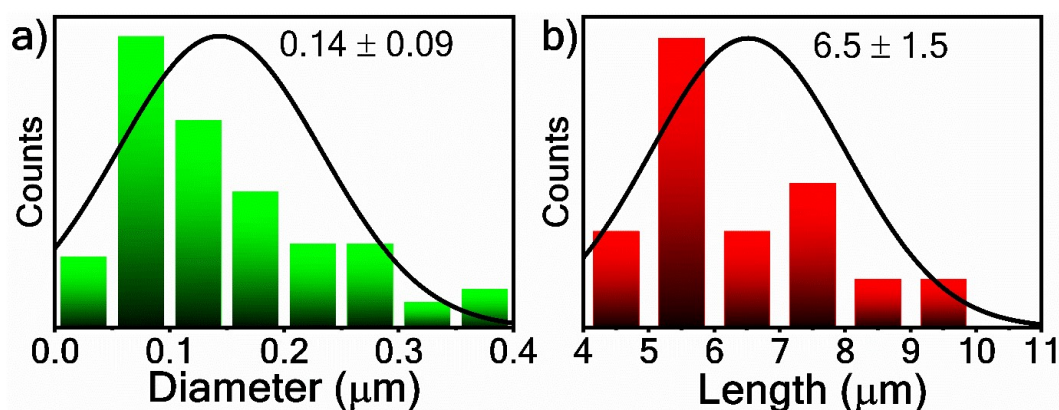 a)
0.14 ± 0.09
Counts
0.0 0.1 0.2 0.3 0.4
Diameter (μm)
b)
6.5 ± 1.5
Counts
4 5 6 7 8 9 10 11
Length (μm)